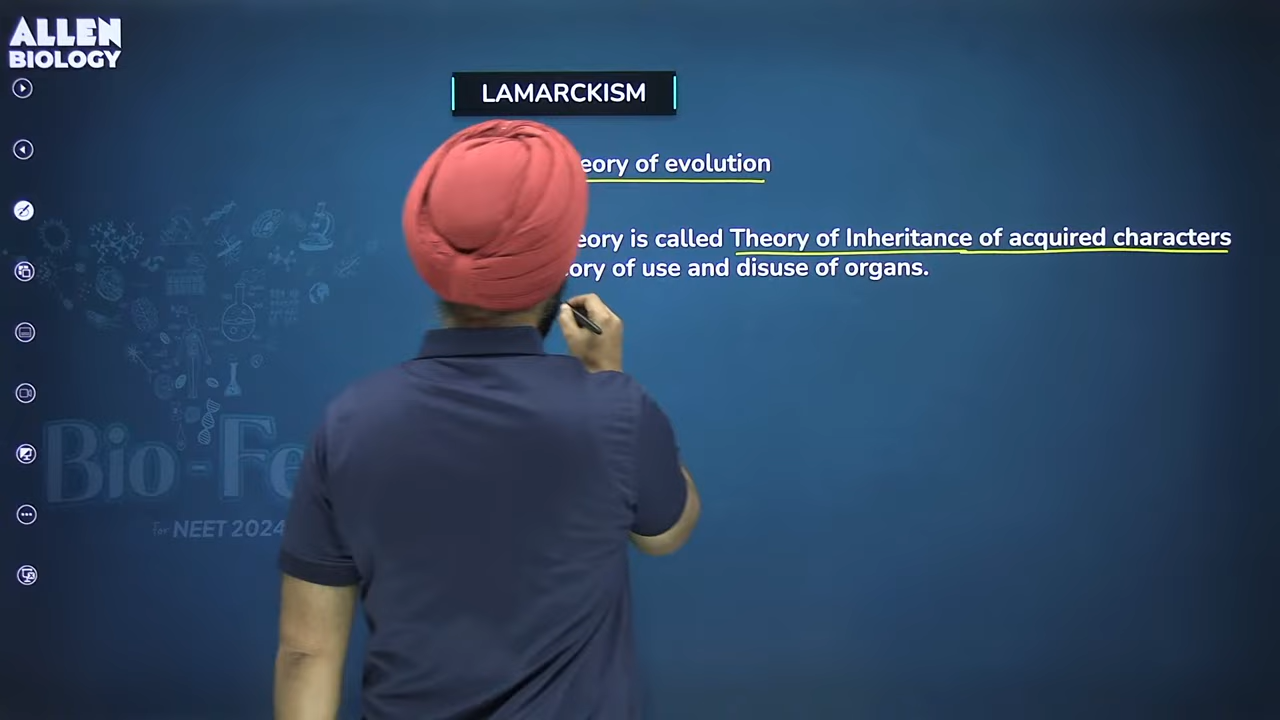 ALLEN
BIOLOGY
LAMARCKISM
eory of evolution
eory is called Theory of Inheritance of acquired characters
ory of use and disuse of organs.
Bio-Fe
For NEET 2024